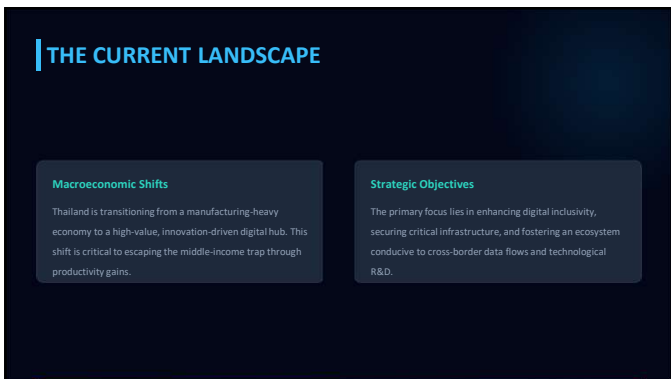 THE CURRENT LANDSCAPE
Macroeconomic Shifts
Thailand is transitioning from a manufacturing-heavy
economy to a high-value, innovation-driven digital hub. This
shift is critical to escaping the middle-income trap through
productivity gains.
Strategic Objectives
The primary focus lies in enhancing digital inclusivity,
securing critical infrastructure, and fostering an ecosystem
conducive to cross-border data flows and technological
R&D.